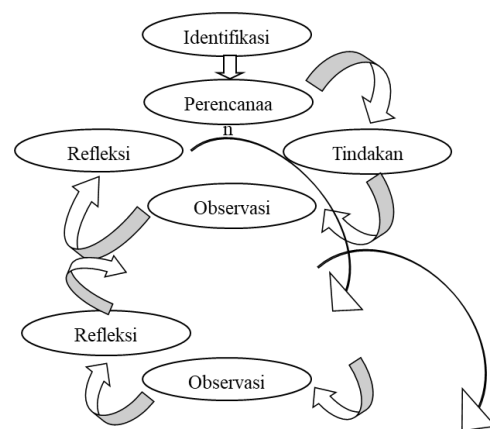 Identifikasi
Perencanaa
n
Refleksi
Tindakan
Observasi
Refleksi
Observasi